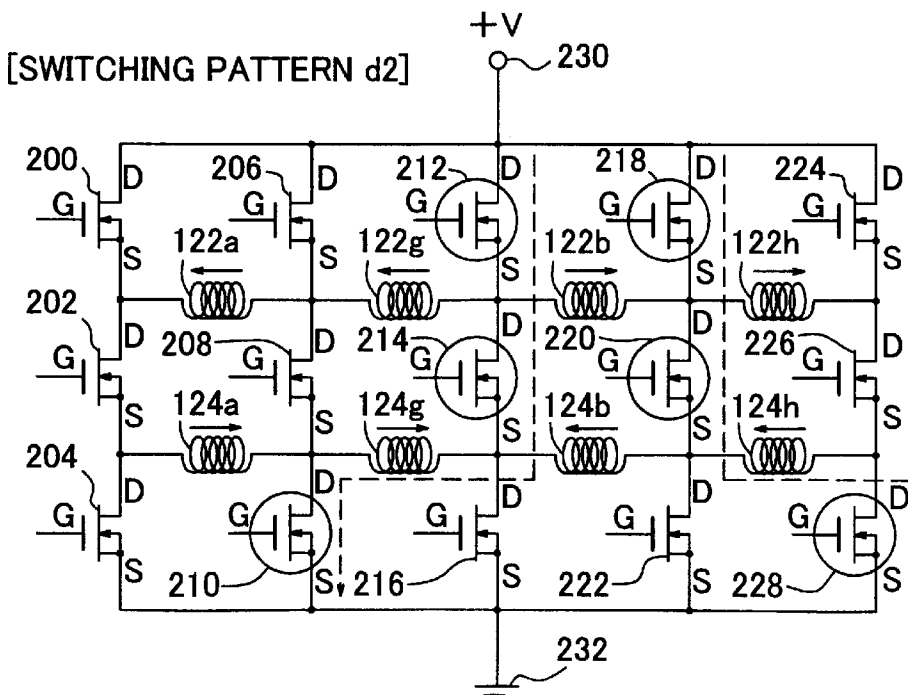 +V
230
[SWITCHING PATTERN d2]
200 D 206 D 212 D 218 D 224 D
G G G G G
S S S S S
122a 122g 122b 122h
202 D 208 D 214 D 220 D 226 D
G G G G G
S S S S S
124a 124g 124b 124h
204 D D D D D
G G G G G
S S S S S
210 216 222 228
232